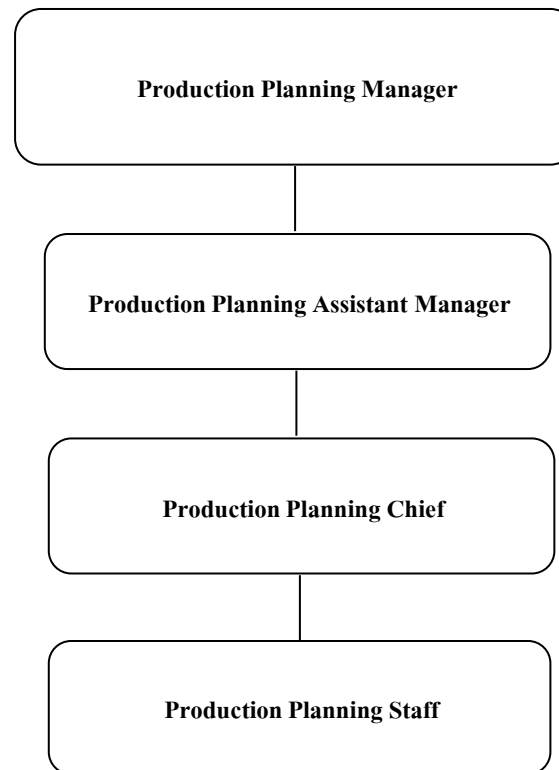 Production Planning Manager
Production Planning Assistant Manager
Production Planning Chief
Production Planning Staff